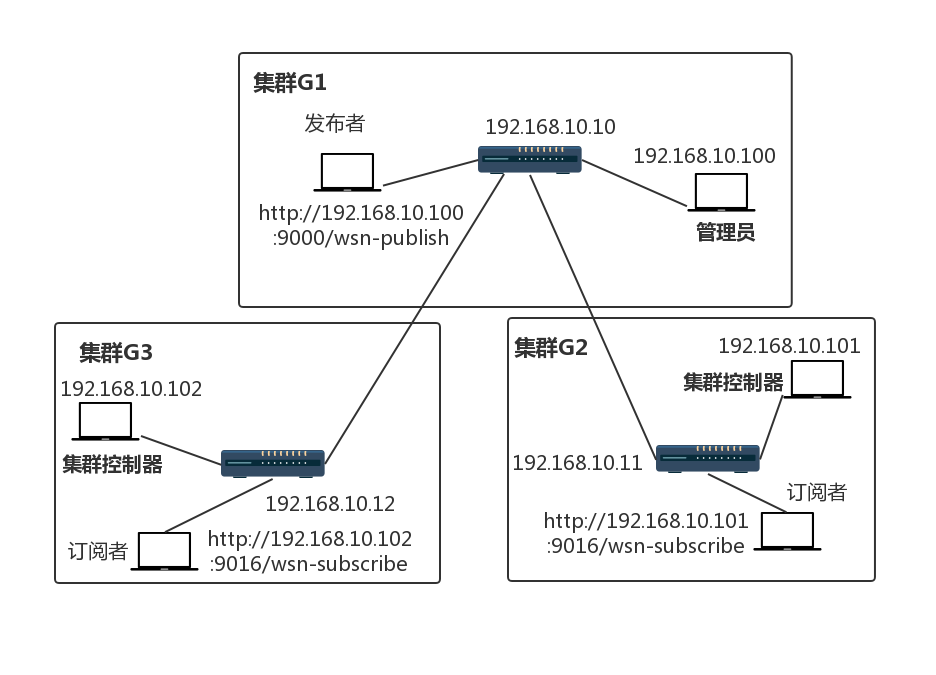 集群G1
发布者
192.168.10.10
192.168.10.100
http://192.168.10.100
:9000/wsn-publish
管理员
集群G3
192.168.10.102
集群控制器
192.168.10.12
订阅者
http://192.168.10.102
:9016/wsn-subscribe
集群G2
192.168.10.101
集群控制器
192.168.10.11
订阅者
http://192.168.10.101
:9016/wsn-subscribe